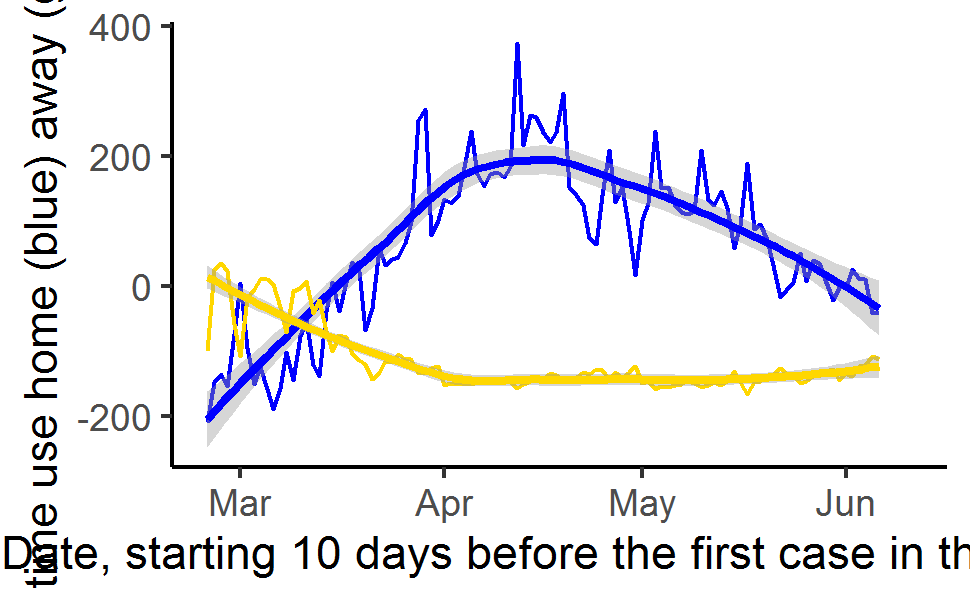 time use home (blue) away (
400
200
0
-200
Mar Apr May Jun
Date, starting 10 days before the first case in th